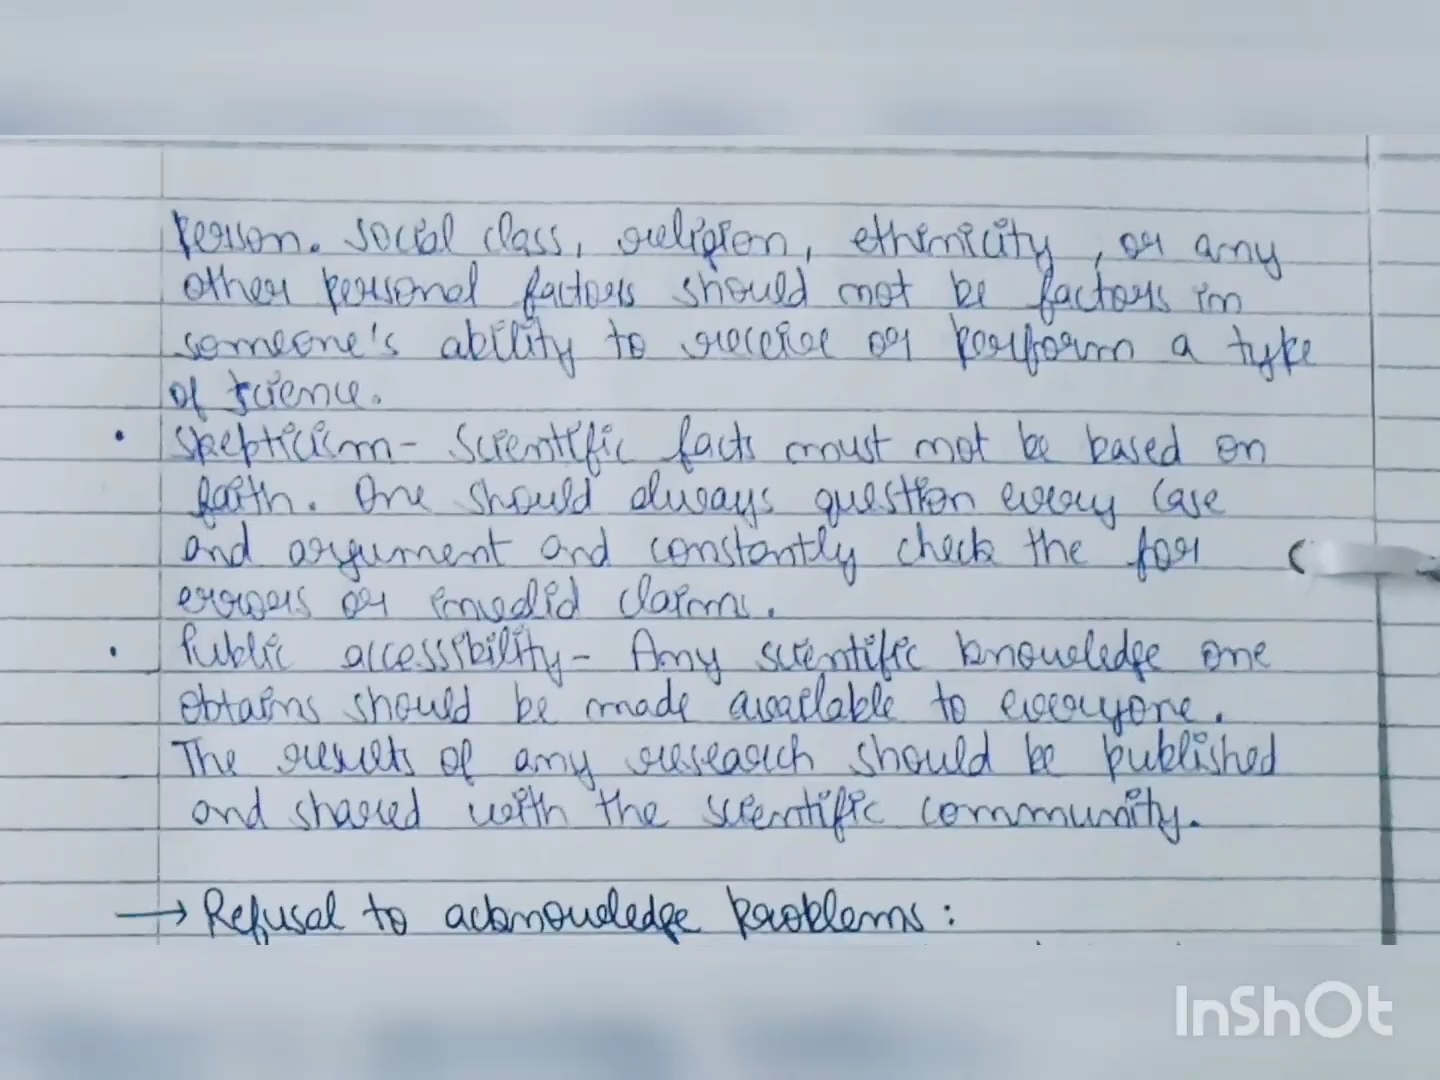 person. Social class, religion, ethinicity, or any
other personal factors should not be factors in
someone's ability to receive or perform a type
of science.
• Skepticism - Scientific facts must not be based on
faith. One should always question every case
and argument and constantly check the for
errors or invalid claims.
• Public accessibility - Any scientific knowledge one
obtains should be made available to everyone.
The results of any research should be published
and shared with the scientific community.
→ Refusal to acknowledge problems:
InShOt